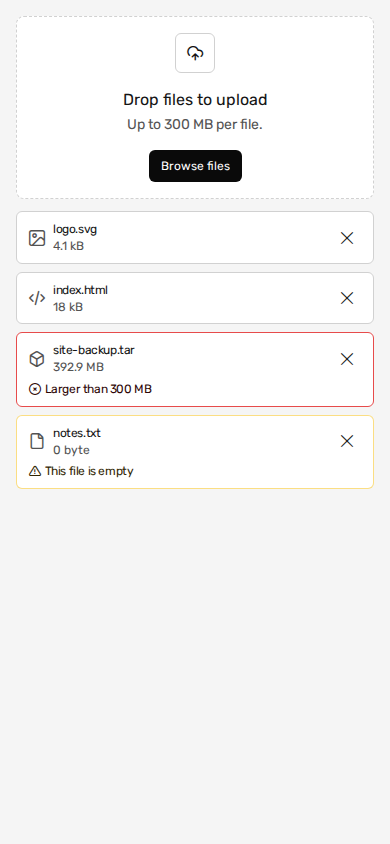 Drop files to upload
Up to 300 MB per file.
Browse files
logo.svg
4.1 kB
index.html
18 kB
site-backup.tar
392.9 MB
Larger than 300 MB
notes.txt
0 byte
This file is empty